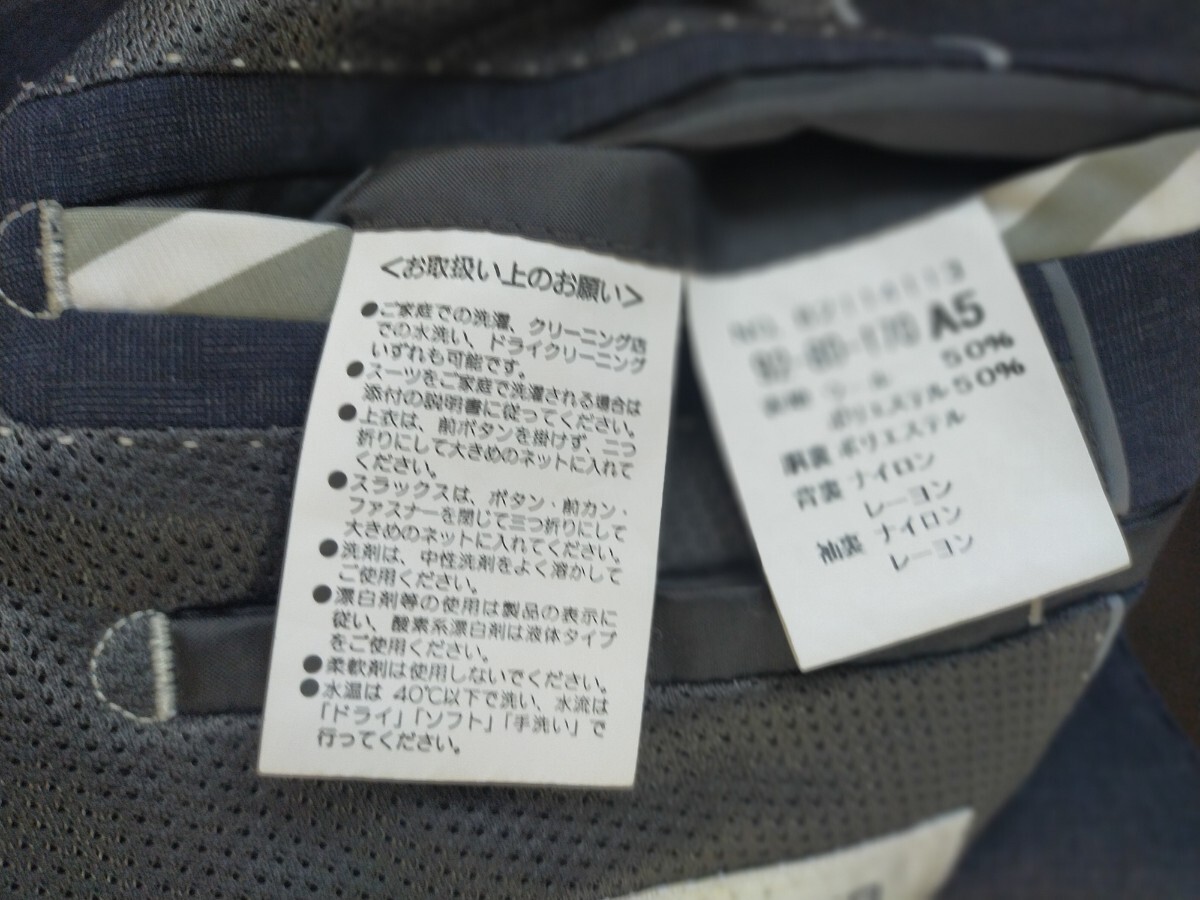 <お取扱い上のお願い>
●ご家庭での洗濯、クリーニング店
での水洗い、ドライクリーニング
いずれも可能です。
●スーツをご家庭で洗濯される場合は
添付の説明書に従ってください。
●上衣は、前ボタンを掛けず、二つ
折りにして大きめのネットに入れて
ください。
●スラックスは、ボタン・前カン・
ファスナーを閉じて三つ折りにして
大きめのネットに入れてください。
●洗剤は、中性洗剤をよく溶かして
ご使用ください。
●漂白剤等の使用は製品の表示に
従い、酸素系漂白剤は液体タイプ
をご使用ください。
●柔軟剤は使用しないでください。
●水温は 40℃以下で洗い、水流は
「ドライ」「ソフト」「手洗い」で
行ってください。
A5
50%
ポリエステル50%
胴裏 ポリエステル
背裏 ナイロン
レーヨン
袖裏 ナイロン
レーヨン